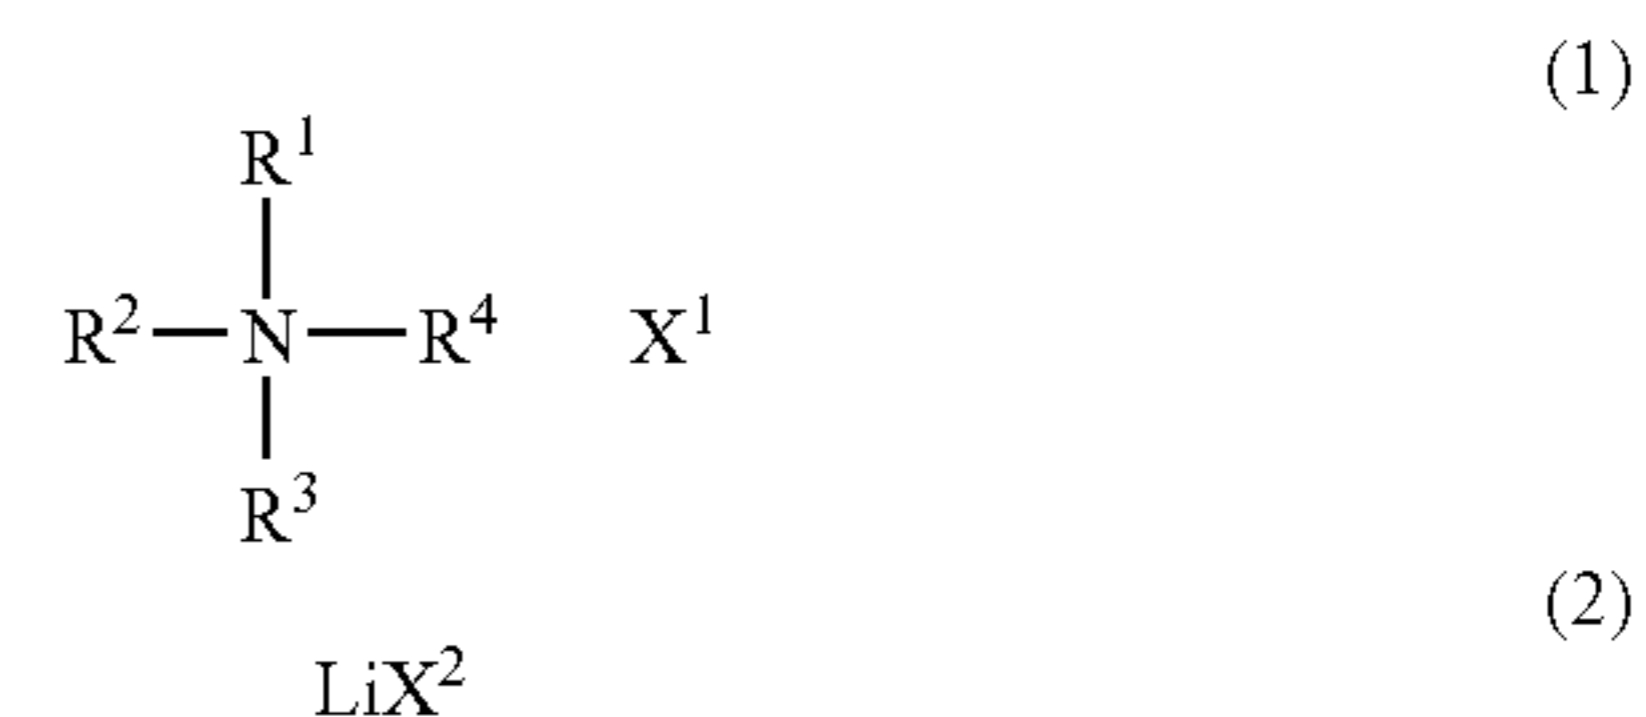 (1)
R¹
R²—N—R⁴ X¹
R³
(2)
LiX²